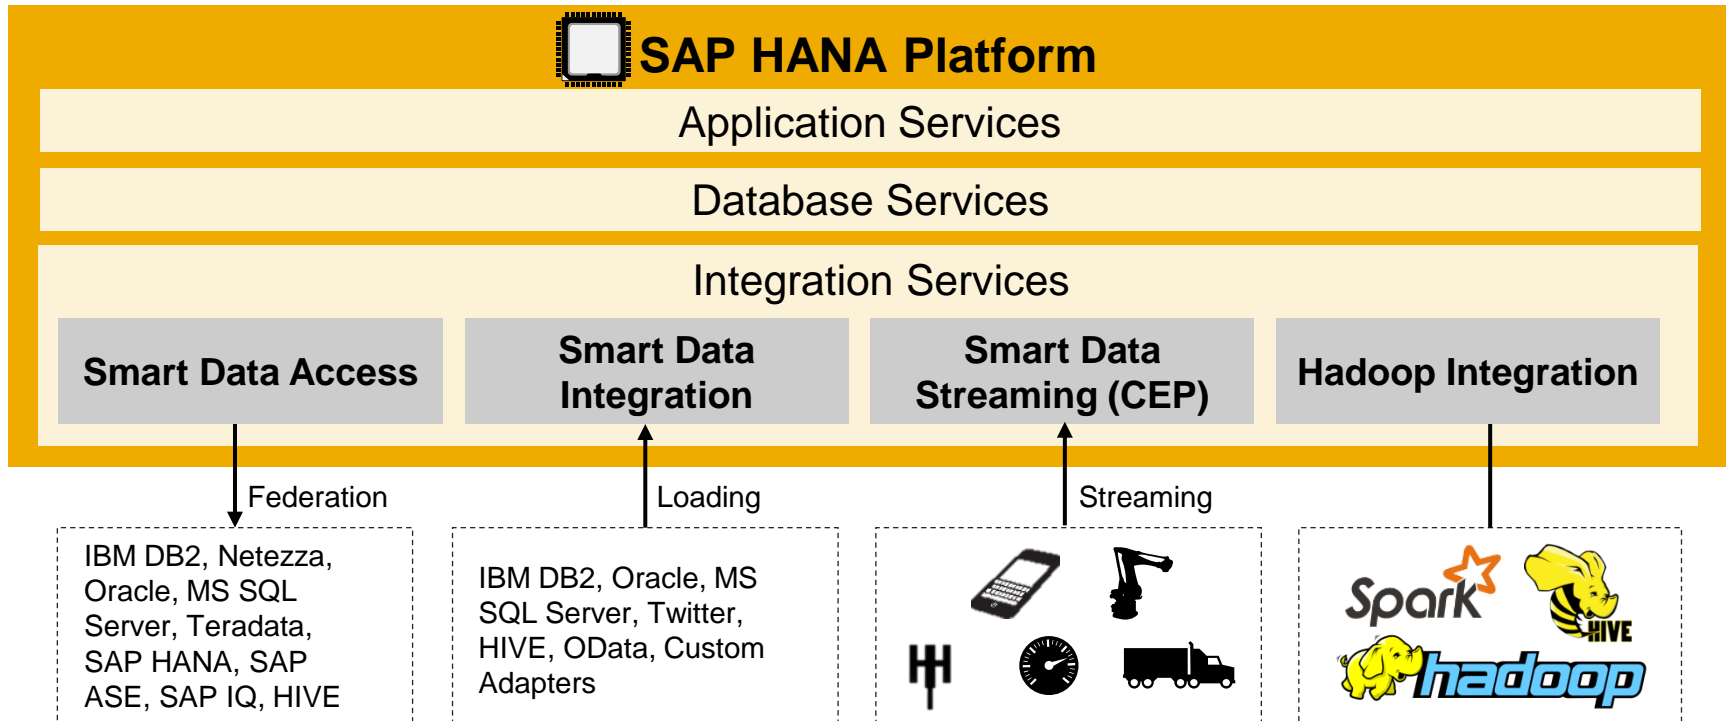 SAP HANA Platform
Application Services
Database Services
Integration Services
Smart Data Access
Smart Data
Integration
Smart Data
Streaming (CEP)
Hadoop Integration
Federation
Loading
Streaming
IBM DB2, Netezza,
Oracle, MS SQL
Server, Teradata,
SAP HANA, SAP
ASE, SAP IQ, HIVE
IBM DB2, Oracle, MS
SQL Server, Twitter,
HIVE, OData, Custom
Adapters
Spark
HIVE
hadoop